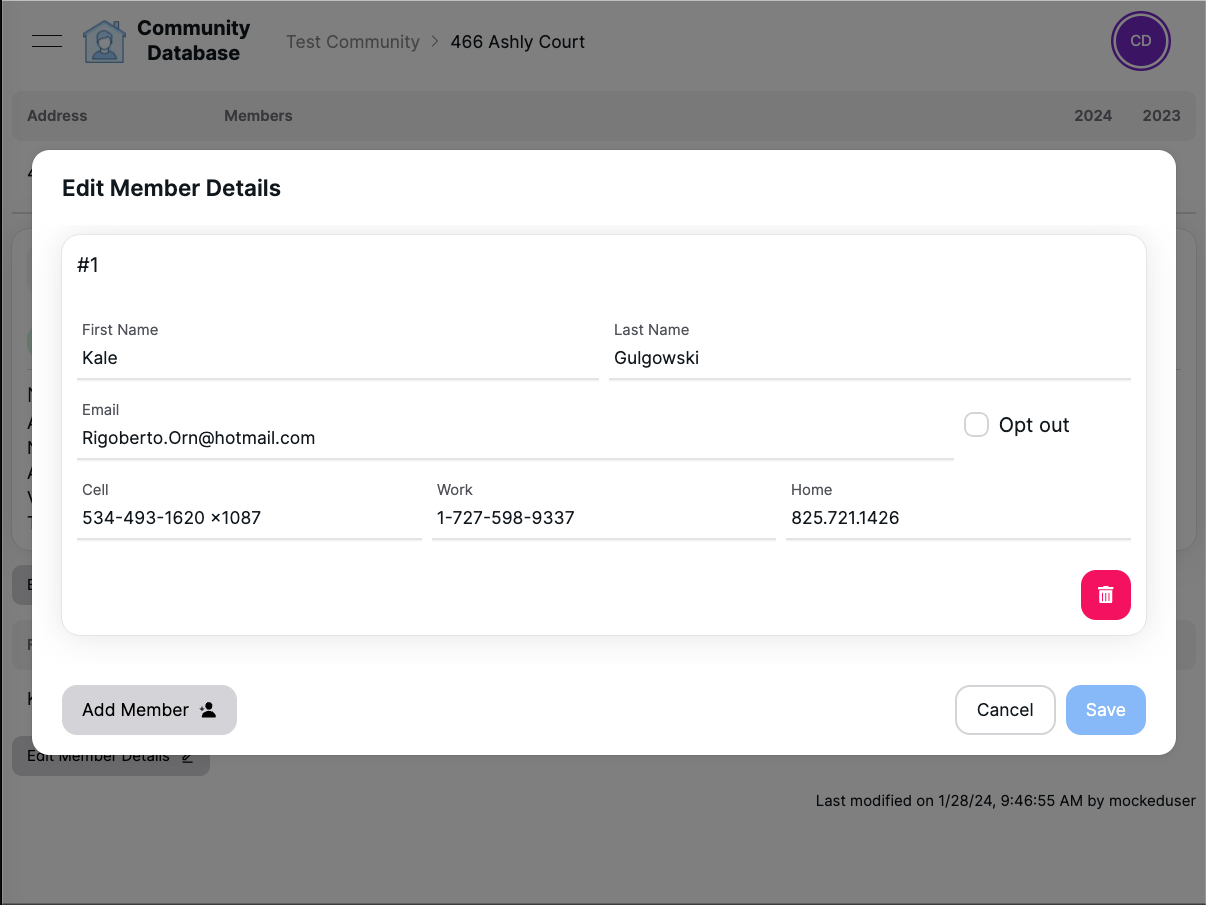 Community
Database
Test Community > 466 Ashly Court
CD
Address Members 2024 2023
Edit Member Details
#1
First Name Last Name
Kale Gulgowski
Email
Rigoberto.Orn@hotmail.com
Opt out
Cell Work Home
534-493-1620 x1087 1-727-598-9337 825.721.1426
Add Member Cancel Save
Edit Member Details
Last modified on 1/28/24, 9:46:55 AM by mockeduser